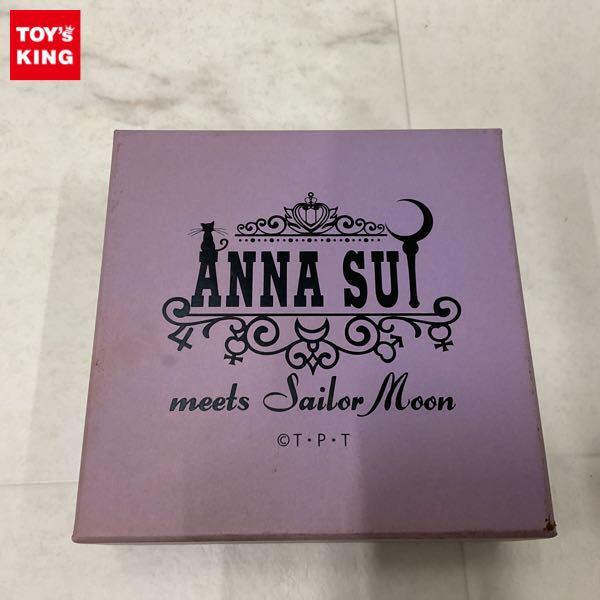 TOY's
KING
ANNA SUI
meets Sailor Moon
©T・P・T